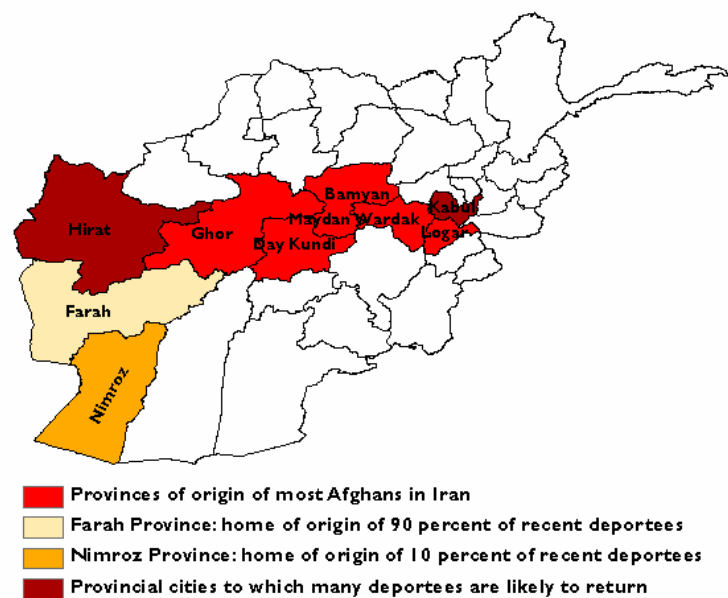 Bamyan
Kabul
Hirat
Ghor
Maydan Wardak
Logar
Day Kundi
Farah
Nimroz
Provinces of origin of most Afghans in Iran
Farah Province: home of origin of 90 percent of recent deportees
Nimroz Province: home of origin of 10 percent of recent deportees
Provincial cities to which many deportees are likely to return